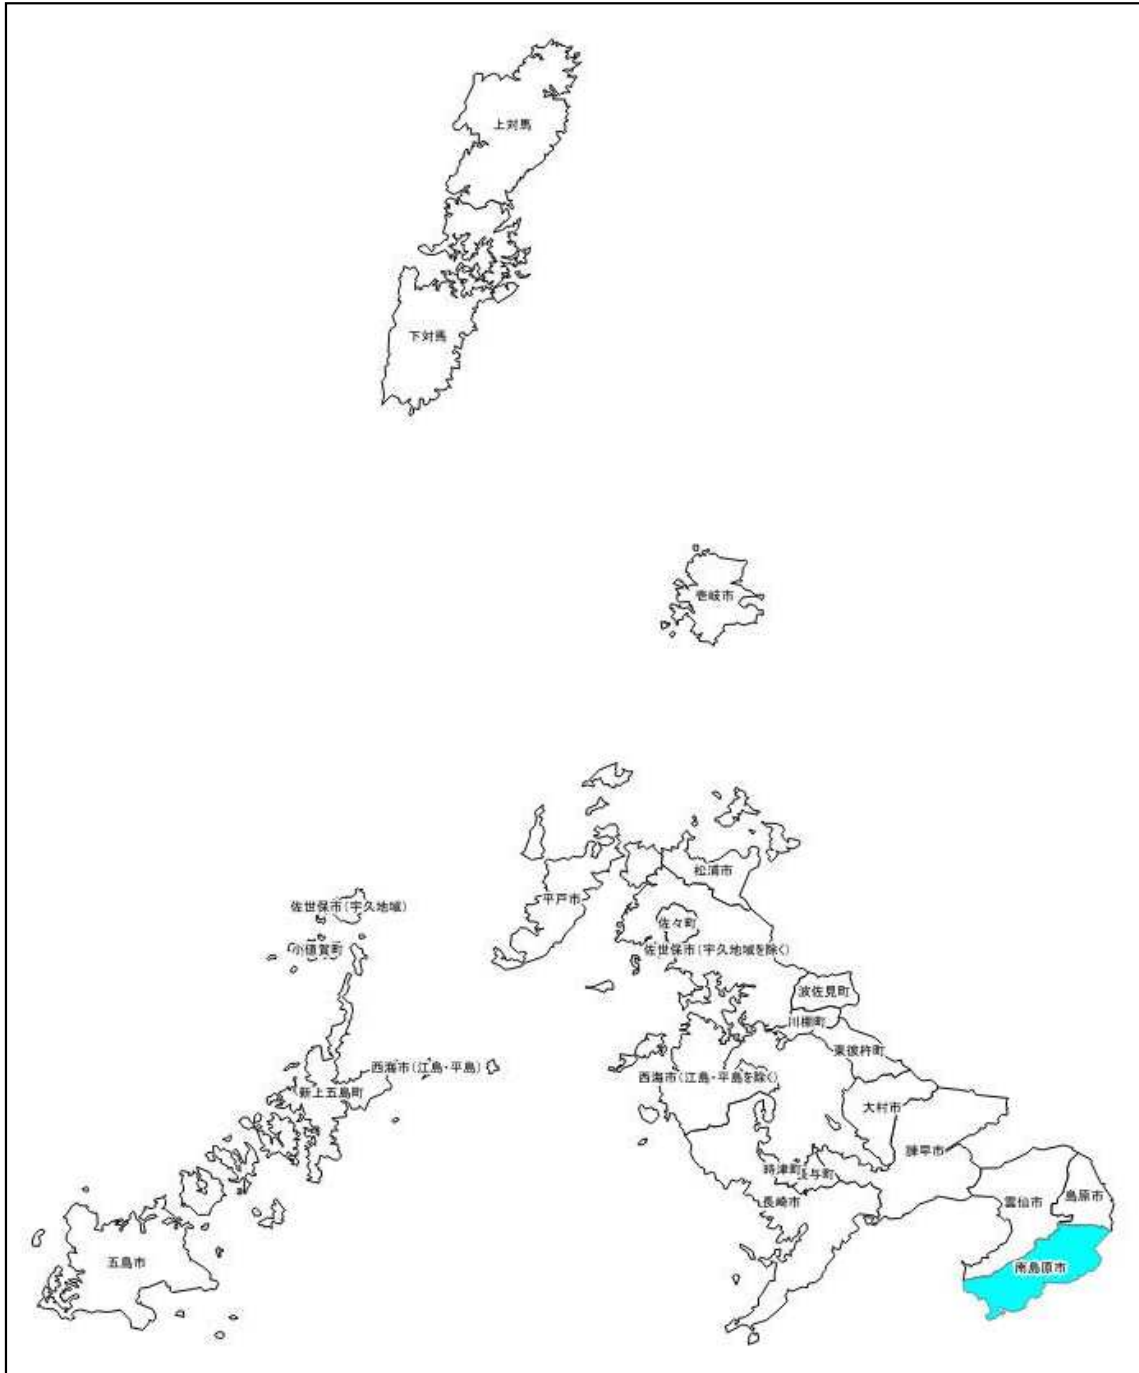 上対馬
下対馬
壱岐市
松浦市
平戸市
佐世保市(宇久地域)
佐々町
小値賀町
佐世保市(宇久地域を除く)
波佐見町
川棚町
東彼杵町
西海市(江島・平島)
西海市(江島・平島を除く)
新上五島町
大村市
諫早市
時津町
長与町
島原市
長崎市
雲仙市
五島市
南島原市